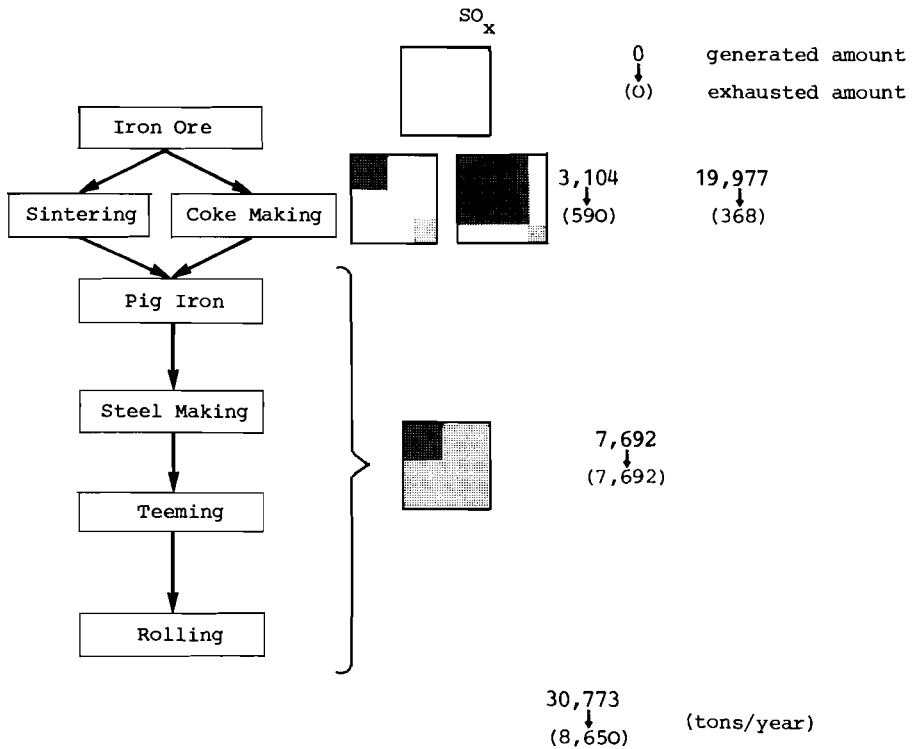 SOx
0 generated amount
(0) exhausted amount
Iron Ore
Sintering
Coke Making
3,104
19,977
(590)
(368)
Pig Iron
Steel Making
7,692
(7,692)
Teeming
Rolling
30,773
(8,650)
(tons/year)